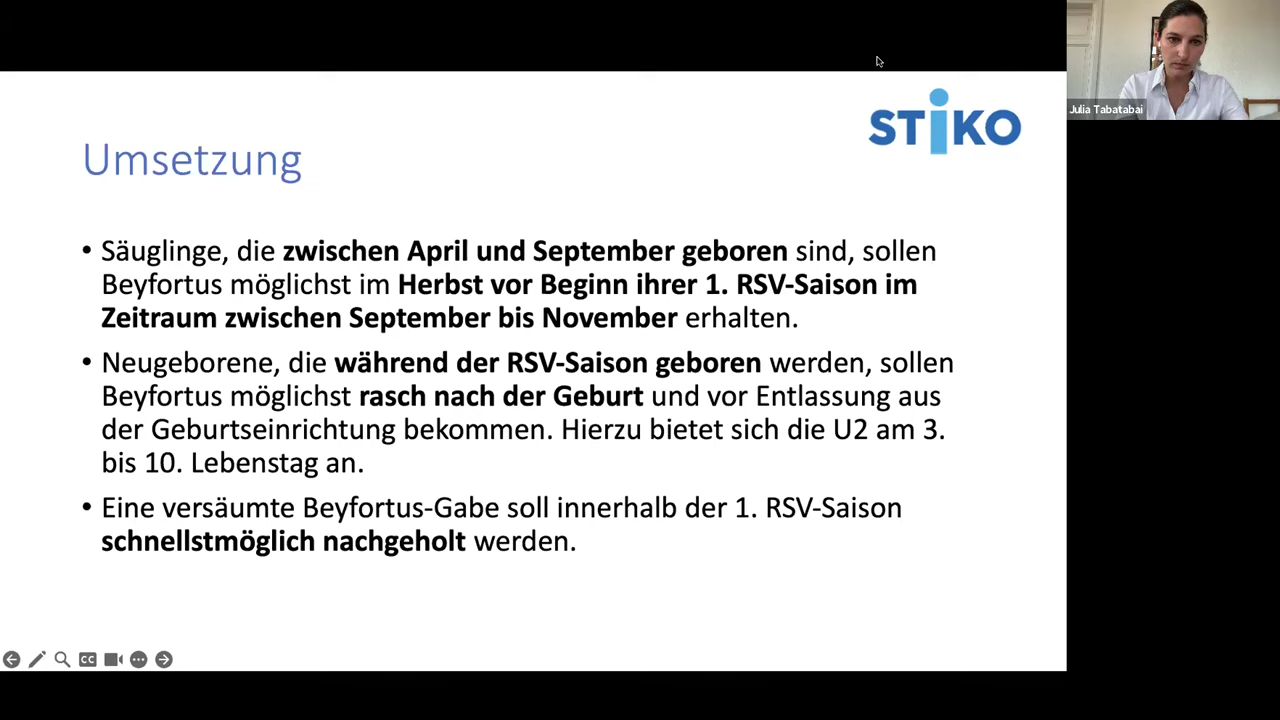 Julia Tabatabai
STiKO
Umsetzung
• Säuglinge, die zwischen April und September geboren sind, sollen
Beyfortus möglichst im Herbst vor Beginn ihrer 1. RSV-Saison im
Zeitraum zwischen September bis November erhalten.
• Neugeborene, die während der RSV-Saison geboren werden, sollen
Beyfortus möglichst rasch nach der Geburt und vor Entlassung aus
der Geburtseinrichtung bekommen. Hierzu bietet sich die U2 am 3.
bis 10. Lebenstag an.
• Eine versäumte Beyfortus-Gabe soll innerhalb der 1. RSV-Saison
schnellstmöglich nachgeholt werden.
CC